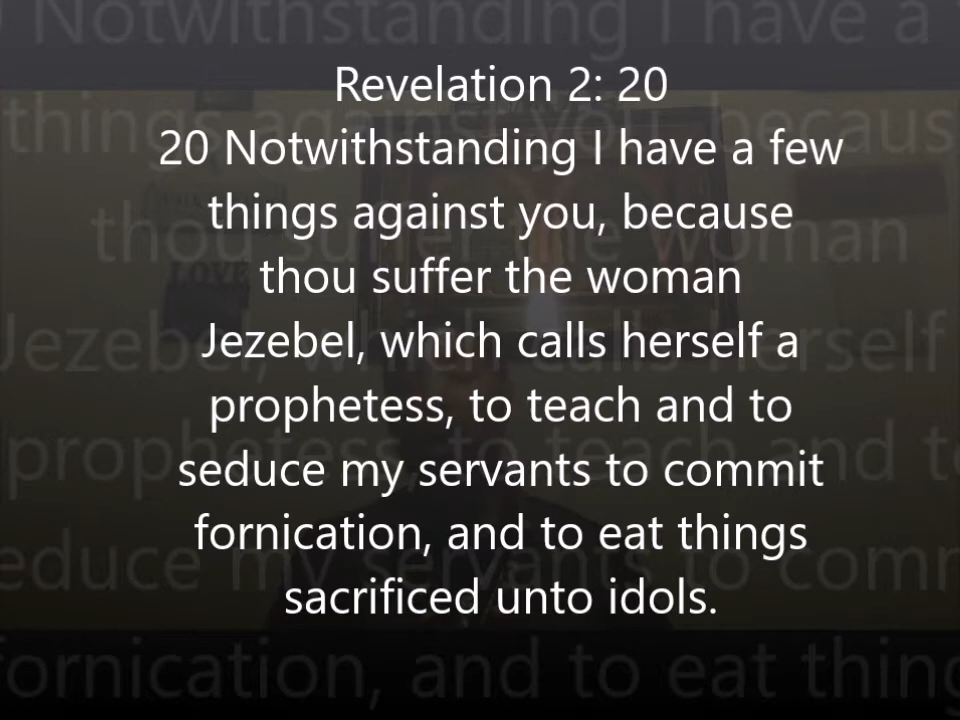 Revelation 2: 20
20 Notwithstanding I have a few
things against you, because
thou suffer the woman
Jezebel, which calls herself a
prophetess, to teach and to
seduce my servants to commit
fornication, and to eat things
sacrificed unto idols.